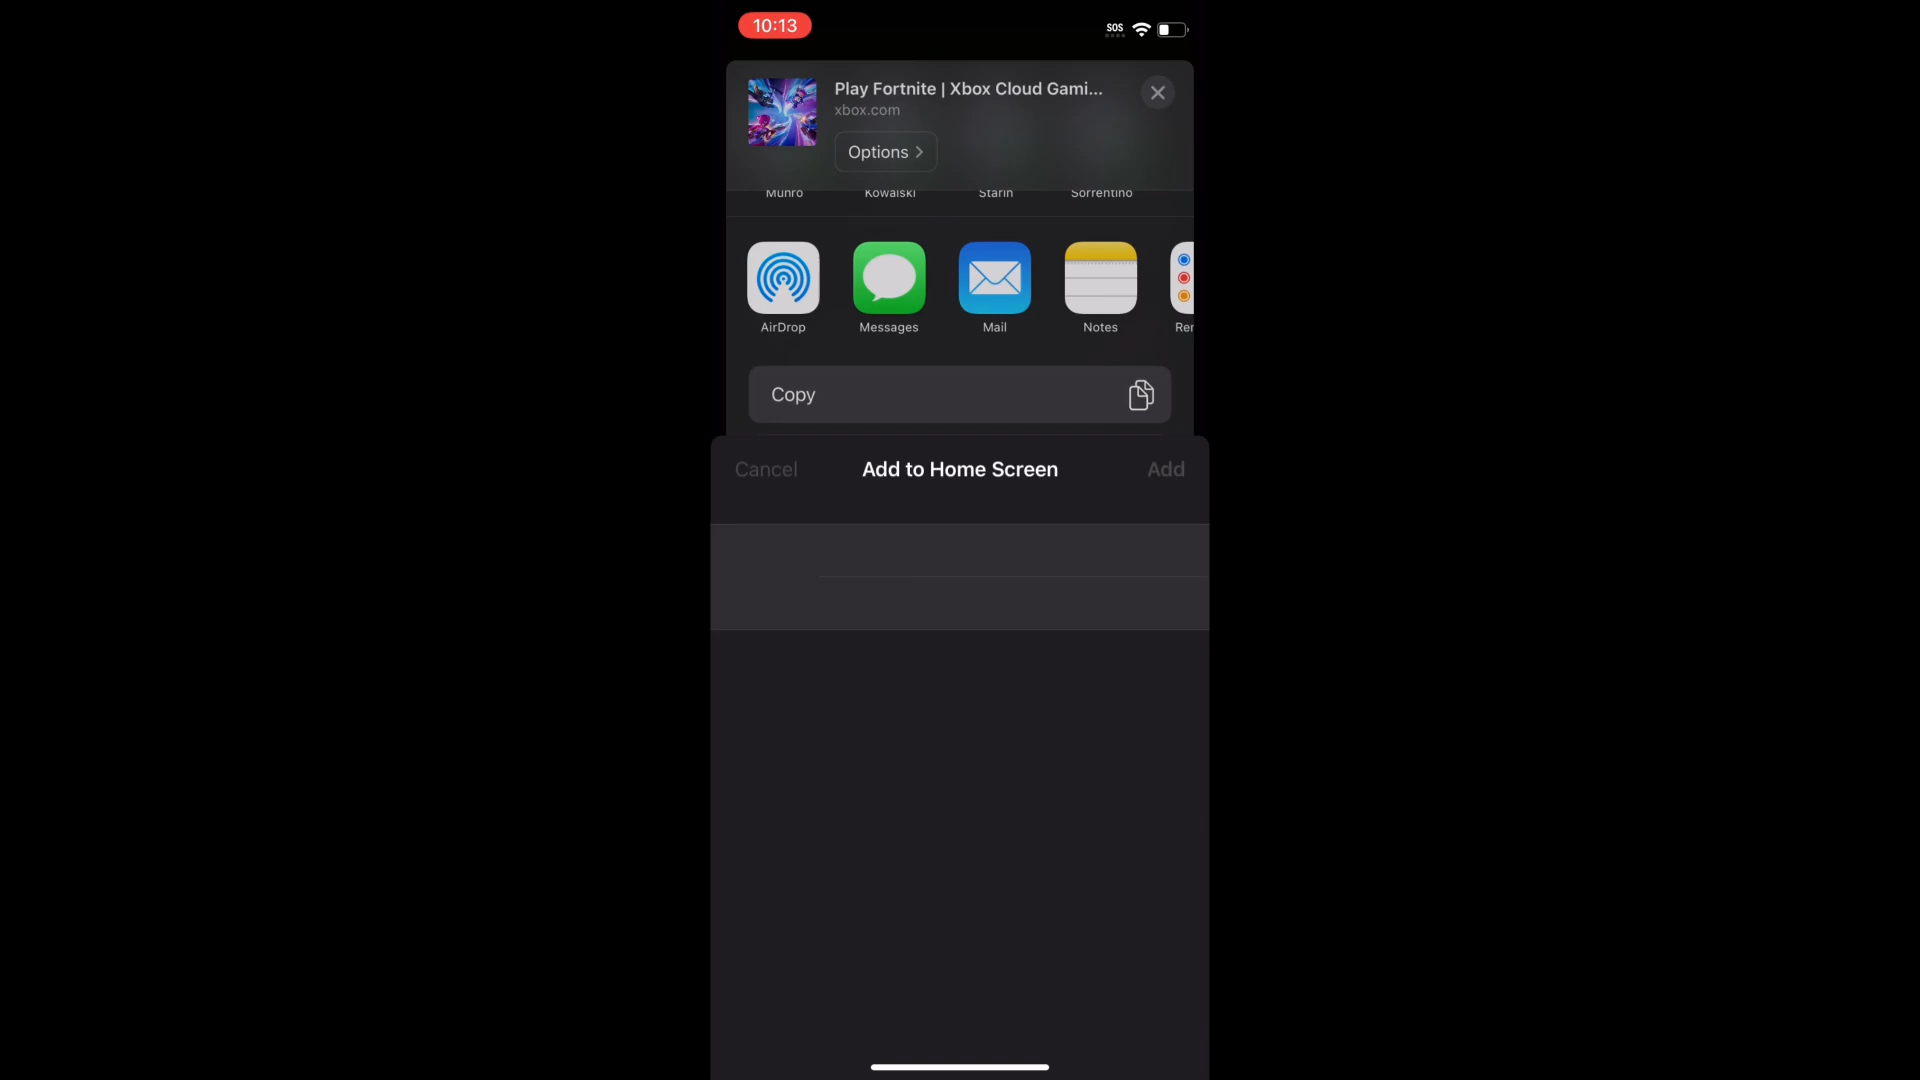 10:13
SOS
Play Fortnite | Xbox Cloud Gami...
xbox.com
Options
Munro Kowalski Starin Sorrentino
AirDrop Messages Mail Notes Rer
Copy
Cancel Add to Home Screen Add